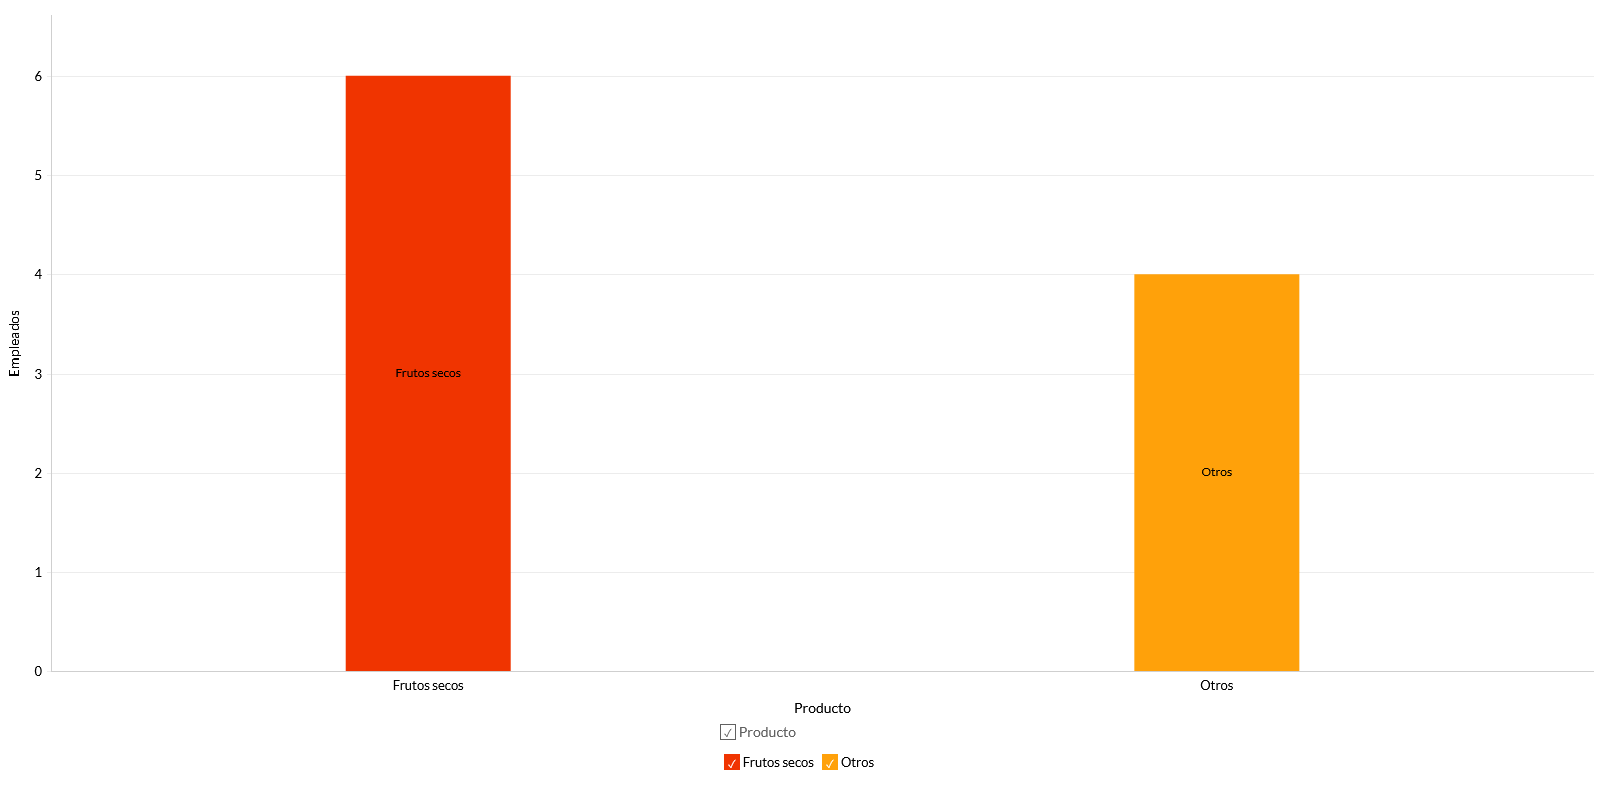 6
5
4
3
2
1
0
Empleados
Frutos secos
Otros
Frutos secos
Otros
Producto
Producto
Frutos secos
Otros